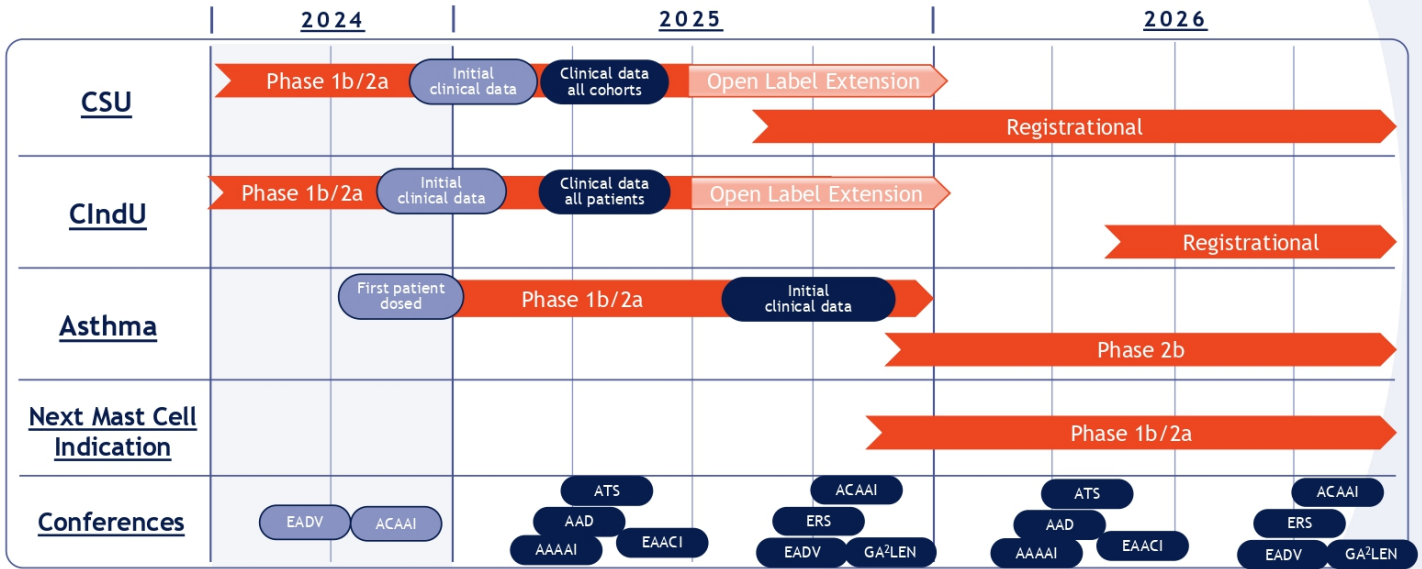 2024
2025
2026
CSU
Phase 1b/2a
Initial
clinical data
Clinical data
all cohorts
Open Label Extension
Registrational
CIndU
Phase 1b/2a
Initial
clinical data
Clinical data
all patients
Open Label Extension
Registrational
Asthma
First patient
dosed
Phase 1b/2a
Initial
clinical data
Phase 2b
Next Mast Cell
Indication
Phase 1b/2a
Conferences
EADV
ACAAI
ATS
AAD
AAAAI
EAACI
ACAAI
ERS
EADV
GA²LEN
ATS
AAD
AAAAI
EAACI
ACAAI
ERS
EADV
GA²LEN